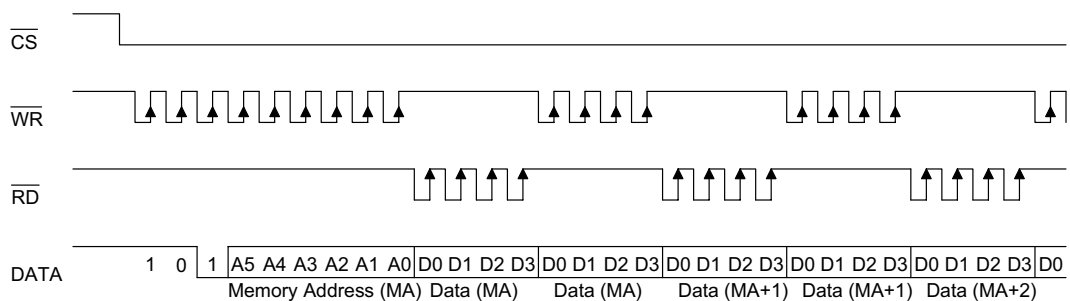 CS
WR
RD
DATA 1 0 1 A5 A4 A3 A2 A1 A0 D0 D1 D2 D3 D0 D1 D2 D3 D0 D1 D2 D3 D0 D1 D2 D3 D0 D1 D2 D3 D0
Memory Address (MA) Data (MA) Data (MA) Data (MA+1) Data (MA+1) Data (MA+2)